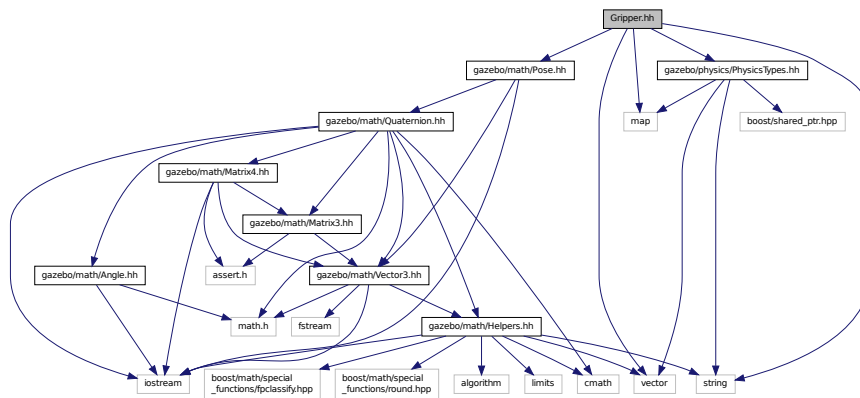 Gripper.hh
gazebo/math/Pose.hh
gazebo/physics/PhysicsTypes.hh
gazebo/math/Quaternion.hh
map
boost/shared_ptr.hpp
gazebo/math/Matrix4.hh
gazebo/math/Matrix3.hh
gazebo/math/Angle.hh
assert.h
gazebo/math/Vector3.hh
math.h
fstream
gazebo/math/Helpers.hh
iostream
boost/math/special
_functions/fpclassify.hpp
boost/math/special
_functions/round.hpp
algorithm
limits
cmath
vector
string